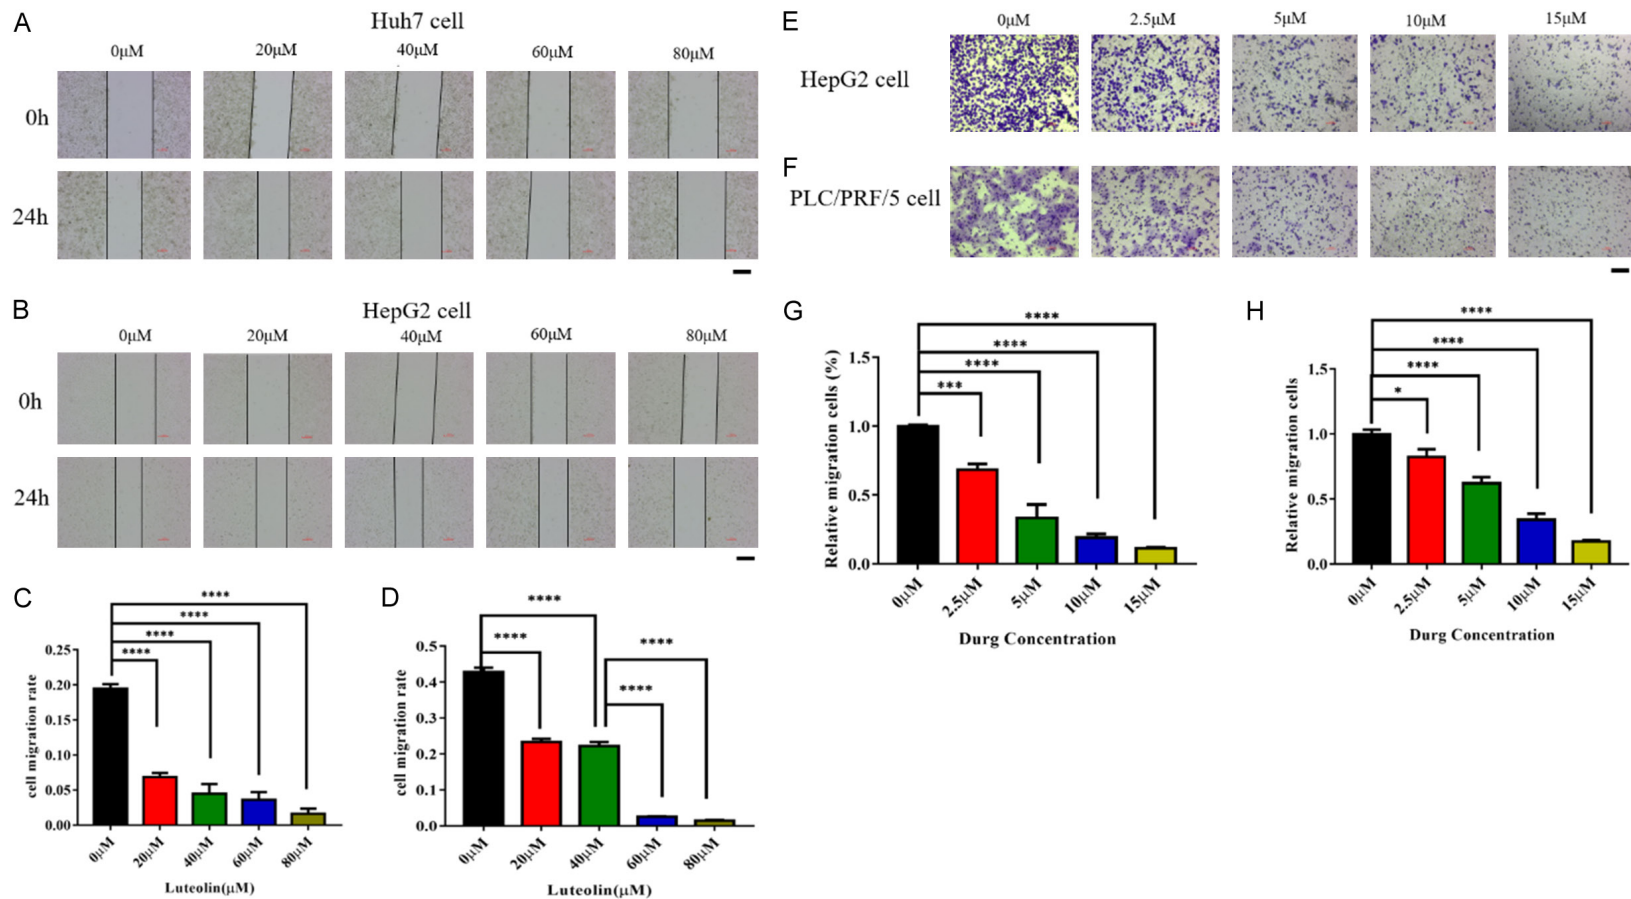 A
Huh7 cell
0μM 20μM 40μM 60μM 80μM
0h
24h
B
HepG2 cell
0μM 20μM 40μM 60μM 80μM
0h
24h
C
****
****
****
****
cell migration rate
0.25
0.20
0.15
0.10
0.05
0.00
0μM 20μM 40μM 60μM 80μM
Luteolin(μM)
D
****
****
****
****
cell migration rate
0.5
0.4
0.3
0.2
0.1
0.0
0μM 20μM 40μM 60μM 80μM
Luteolin(μM)
E
0μM 2.5μM 5μM 10μM 15μM
HepG2 cell
F
PLC/PRF/5 cell
G
****
****
****
***
Relative migration cells (%)
1.5
1.0
0.5
0.0
0μM 2.5μM 5μM 10μM 15μM
Durg Concentration
H
****
****
****
*
Relative migration cells
1.5
1.0
0.5
0.0
0μM 2.5μM 5μM 10μM 15μM
Durg Concentration